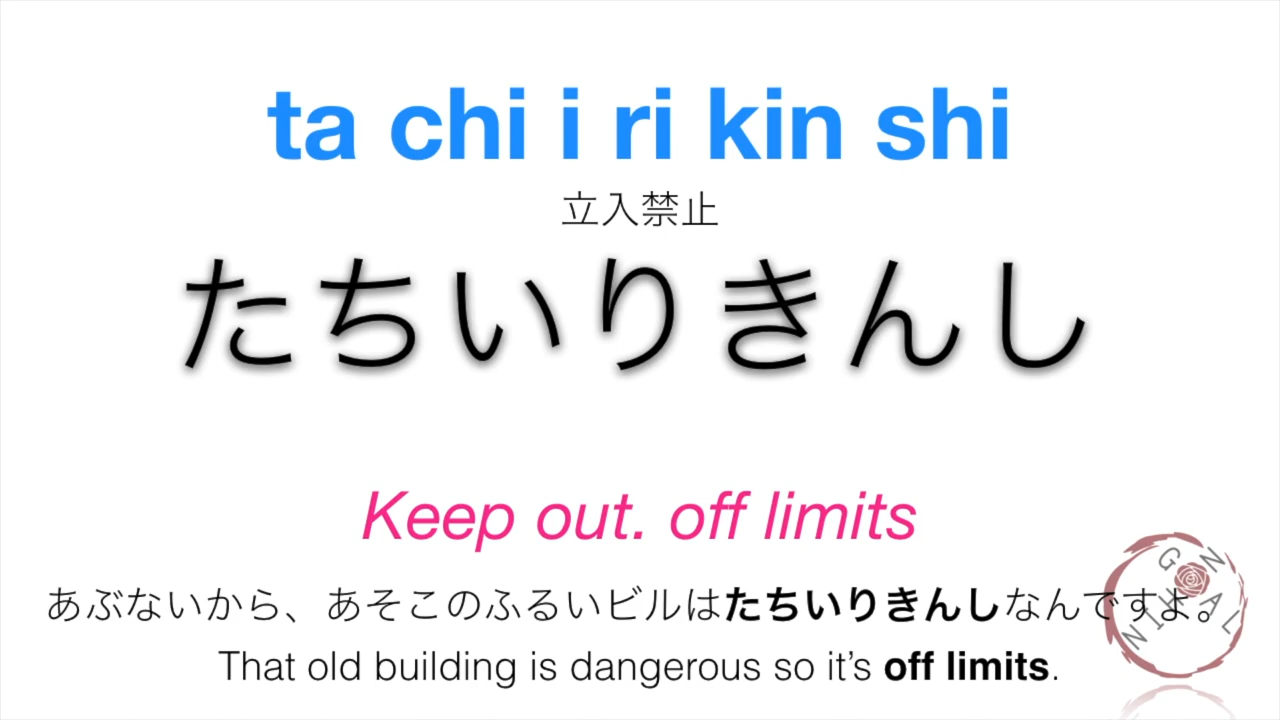 ta chi i ri kin shi
立入禁止
たちいりきんし
Keep out. off limits
あぶないから、あそこのふるいビルはたちいりきんしなんですよ。
That old building is dangerous so it's off limits.